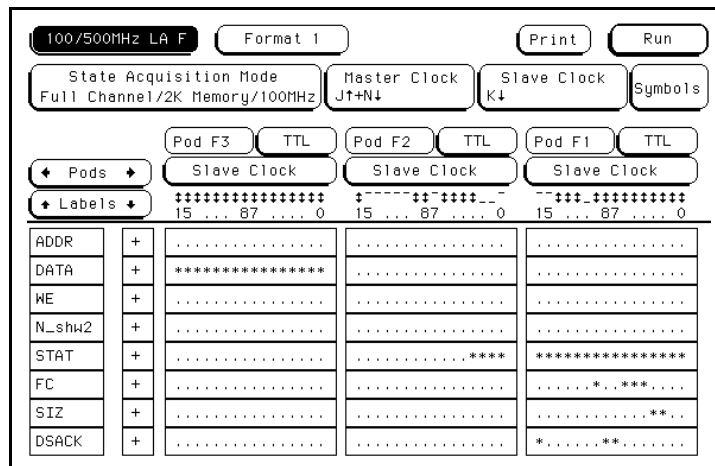 100/500MHz LA F Format 1 Print Run
State Acquisition Mode Master Clock Slave Clock Symbols
Full Channel/2K Memory/100MHz J↑+N↓ K↓
Pod F3 TTL Pod F2 TTL Pod F1 TTL
← Pods → Slave Clock Slave Clock Slave Clock
↑ Labels ↓
15 ... 87 .... 0 15 ... 87 .... 0 15 ... 87 .... 0
ADDR + ................ ................ ................
DATA + **************** ................ ................
WE + ................ ................ ................
N_shw2 + ................ ................ ................
STAT + ................ ............**** ****************
FC + ................ ................ ......*..***....
SIZ + ................ ................ ............**..
DSACK + ................ ................ *......**.......